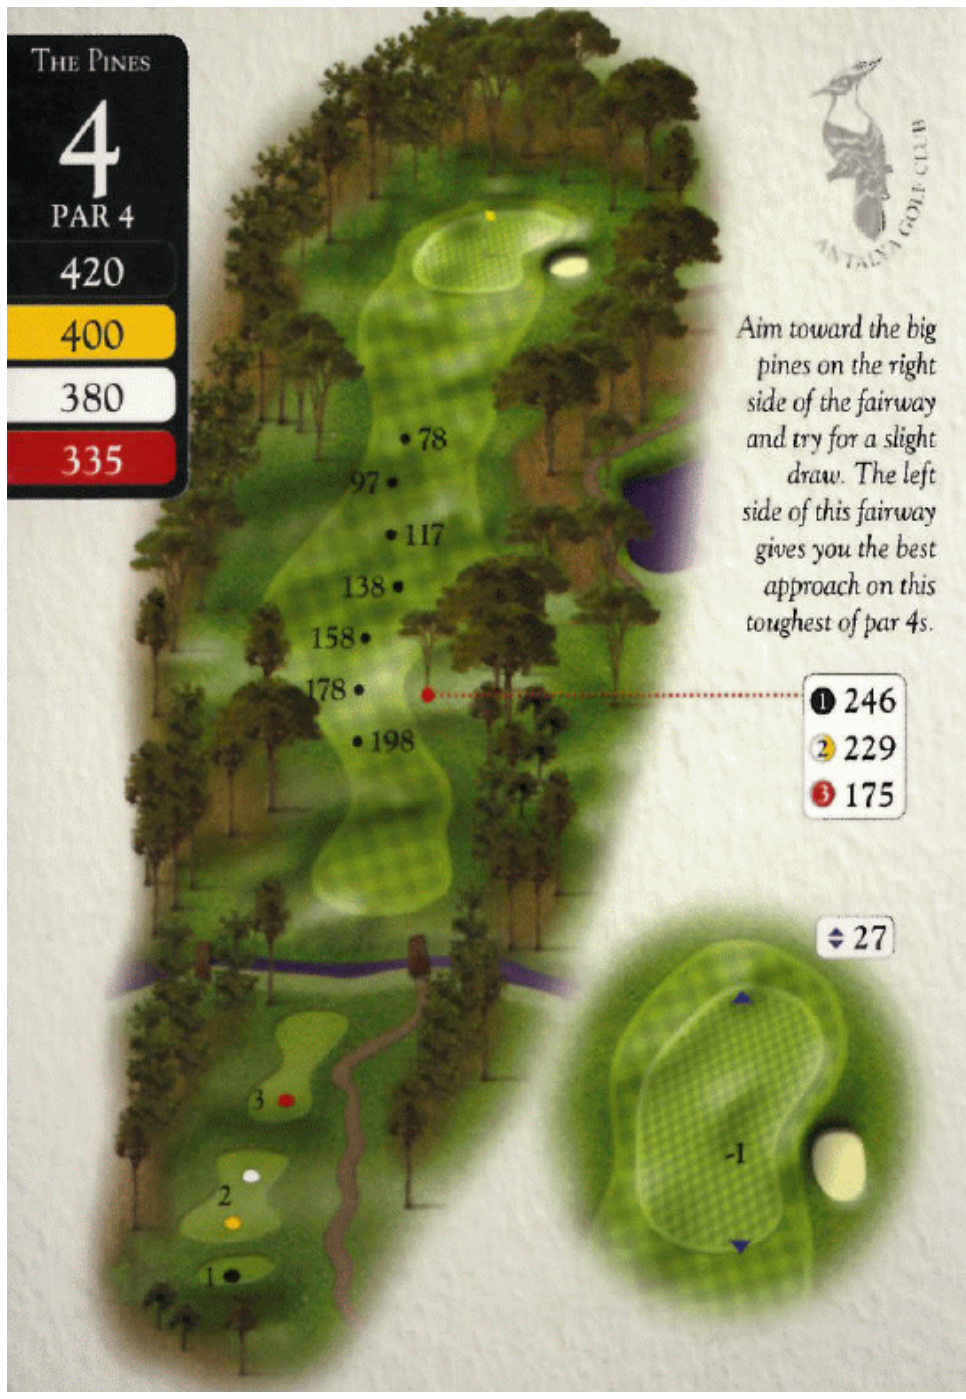 THE PINES
4
PAR 4
420
400
380
335
ANTALYA GOLF CLUB
Aim toward the big
pines on the right
side of the fairway
and try for a slight
draw. The left
side of this fairway
gives you the best
approach on this
toughest of par 4s.
78
97
117
138
158
178
198
1 246
2 229
3 175
27
-1
3
2
1